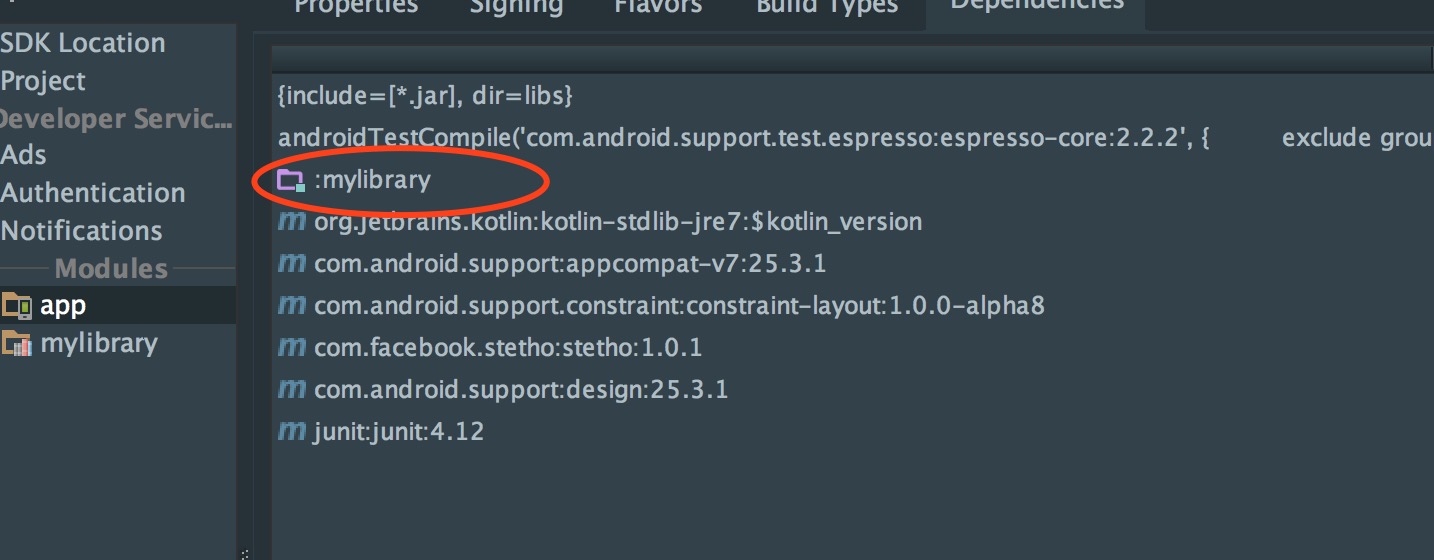 Properties Signing Flavors Build Types Dependencies
SDK Location
Project
Developer Servic...
Ads
Authentication
Notifications
Modules
app
mylibrary
{include=[*.jar], dir=libs}
androidTestCompile('com.android.support.test.espresso:espresso-core:2.2.2', { exclude grou
:mylibrary
org.jetbrains.kotlin:kotlin-stdlib-jre7:$kotlin_version
com.android.support:appcompat-v7:25.3.1
com.android.support.constraint:constraint-layout:1.0.0-alpha8
com.facebook.stetho:stetho:1.0.1
com.android.support:design:25.3.1
junit:junit:4.12